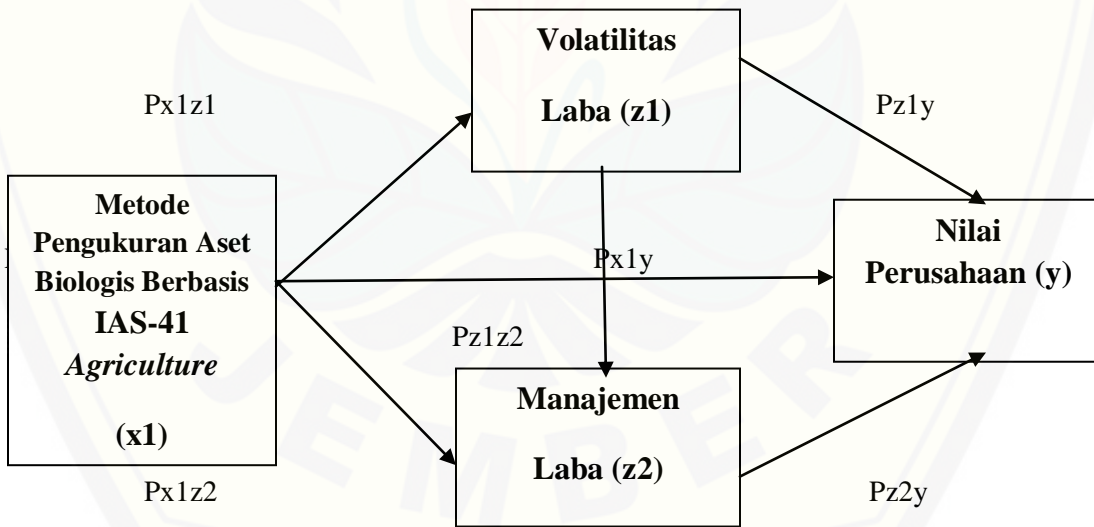 Volatilitas
Laba (z1)
Px1z1
Pz1y
Metode
Pengukuran Aset
Biologis Berbasis
IAS-41
Agriculture
(x1)
Px1y
Nilai
Perusahaan (y)
Pz1z2
Manajemen
Laba (z2)
Px1z2
Pz2y
JEMBER